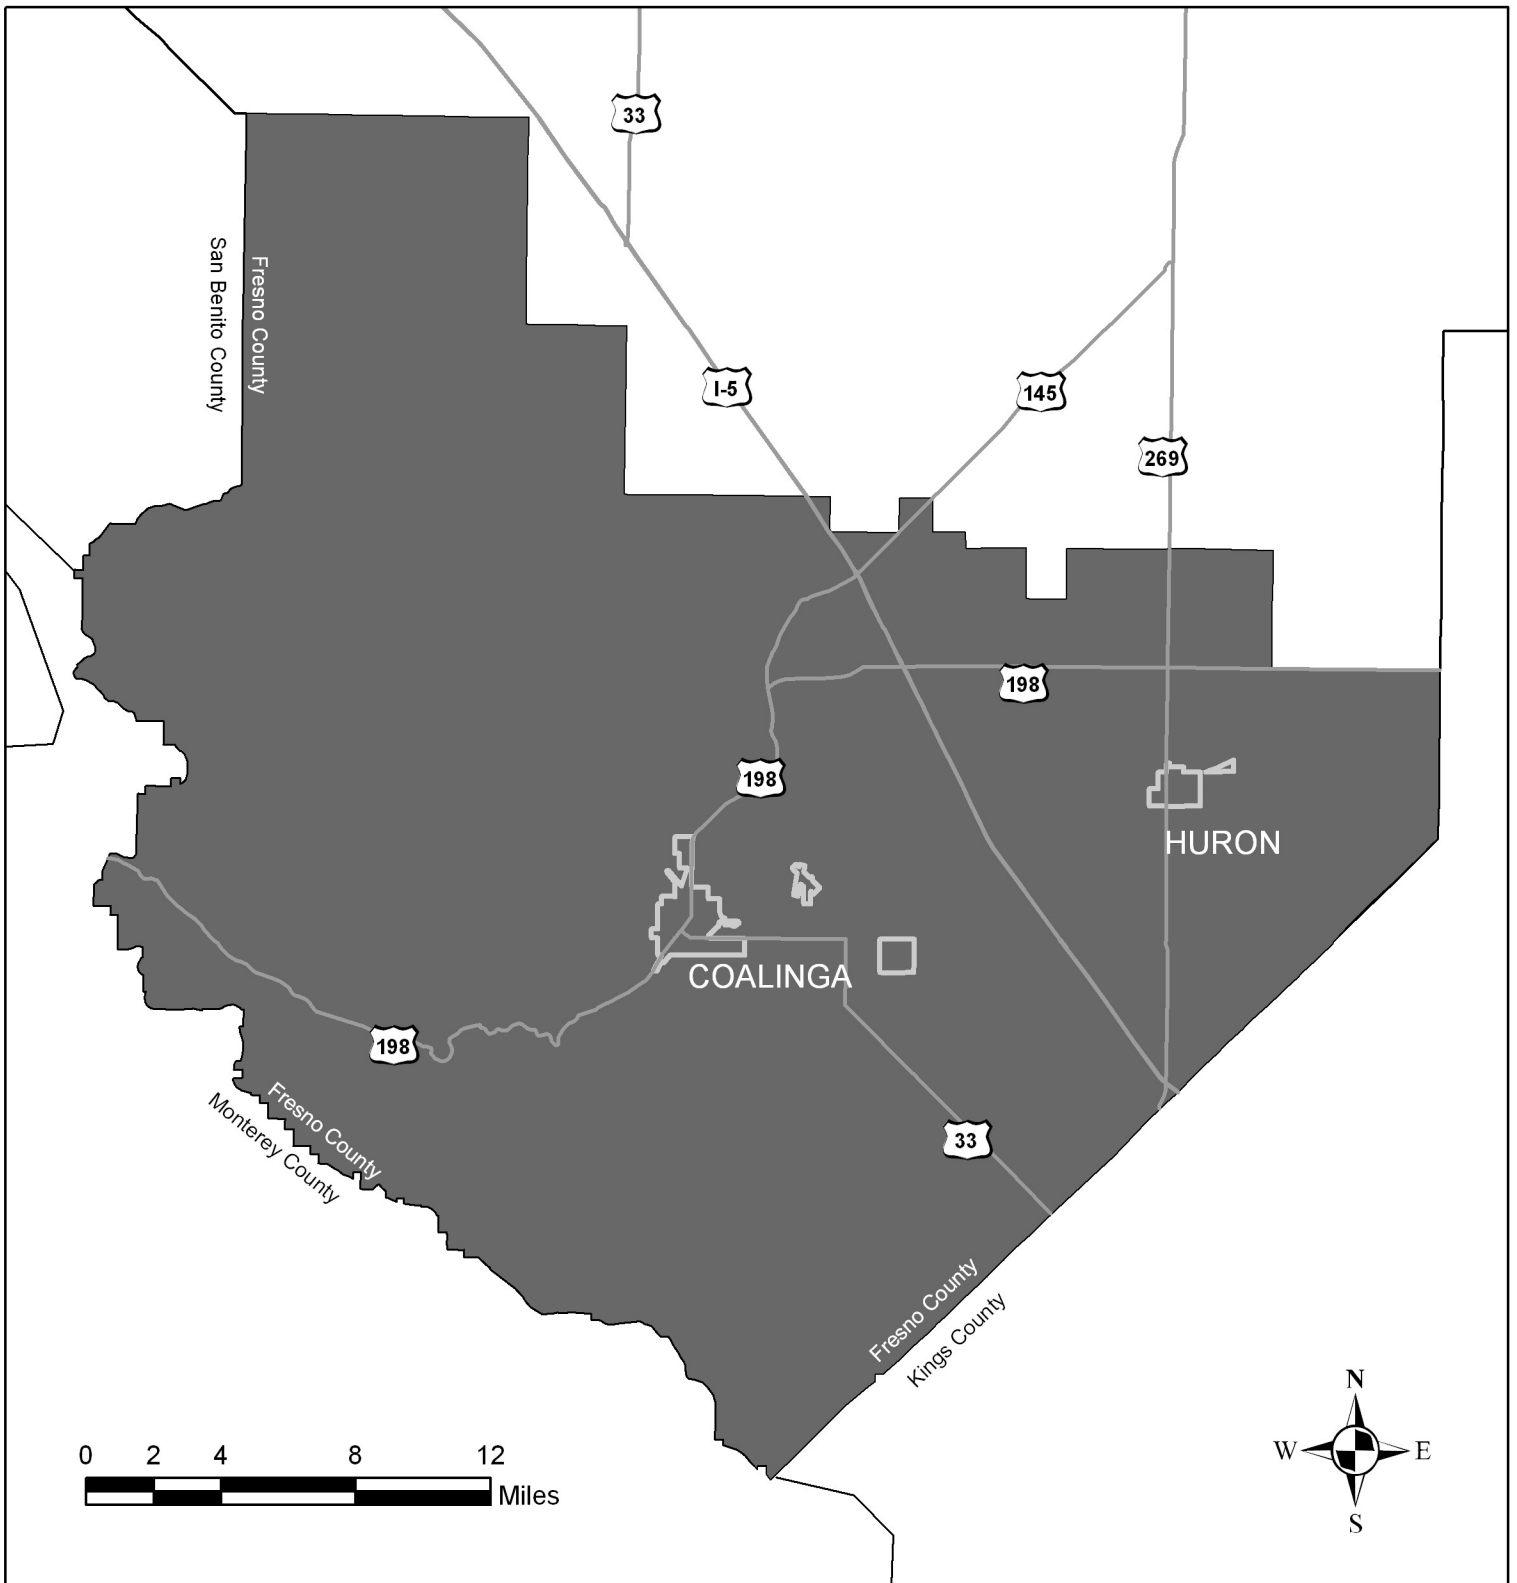 33
San Benito County
Fresno County
I-5
145
269
198
198
HURON
COALINGA
198
Fresno County
Monterey County
33
Fresno County
Kings County
0 2 4 8 12
Miles
N
W E
S